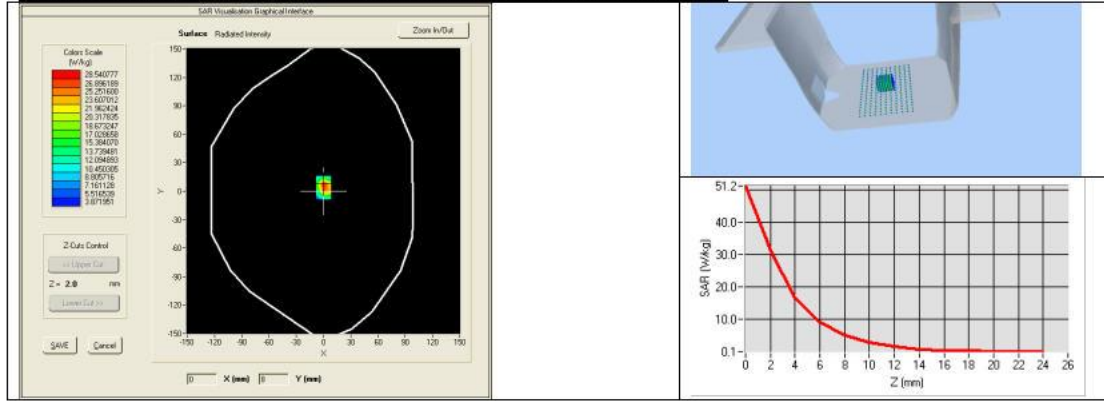 SAR Visualisation Graphical Interface
Surface Radiated Intensity
Zoom In/Out
Colors Scale
(W/kg)
28.540777
26.896189
25.251600
23.607012
21.962424
20.317835
18.673247
17.028658
15.384070
13.739481
12.094893
10.450305
8.805716
7.161128
5.516539
3.871951
Z-Cuts Control
<< Upper Cut
Z = 2.0 mm
Lower Cut >>
SAVE Cancel
150
120
90
60
30
0
-30
-60
-90
-120
-150
Y
-150 -120 -90 -60 -30 0 30 60 90 120 150
X
0 X (mm) 8 Y (mm)
51.2
40.0
30.0
20.0
10.0
0.1
SAR (W/kg)
0 2 4 6 8 10 12 14 16 18 20 22 24 26
Z (mm)